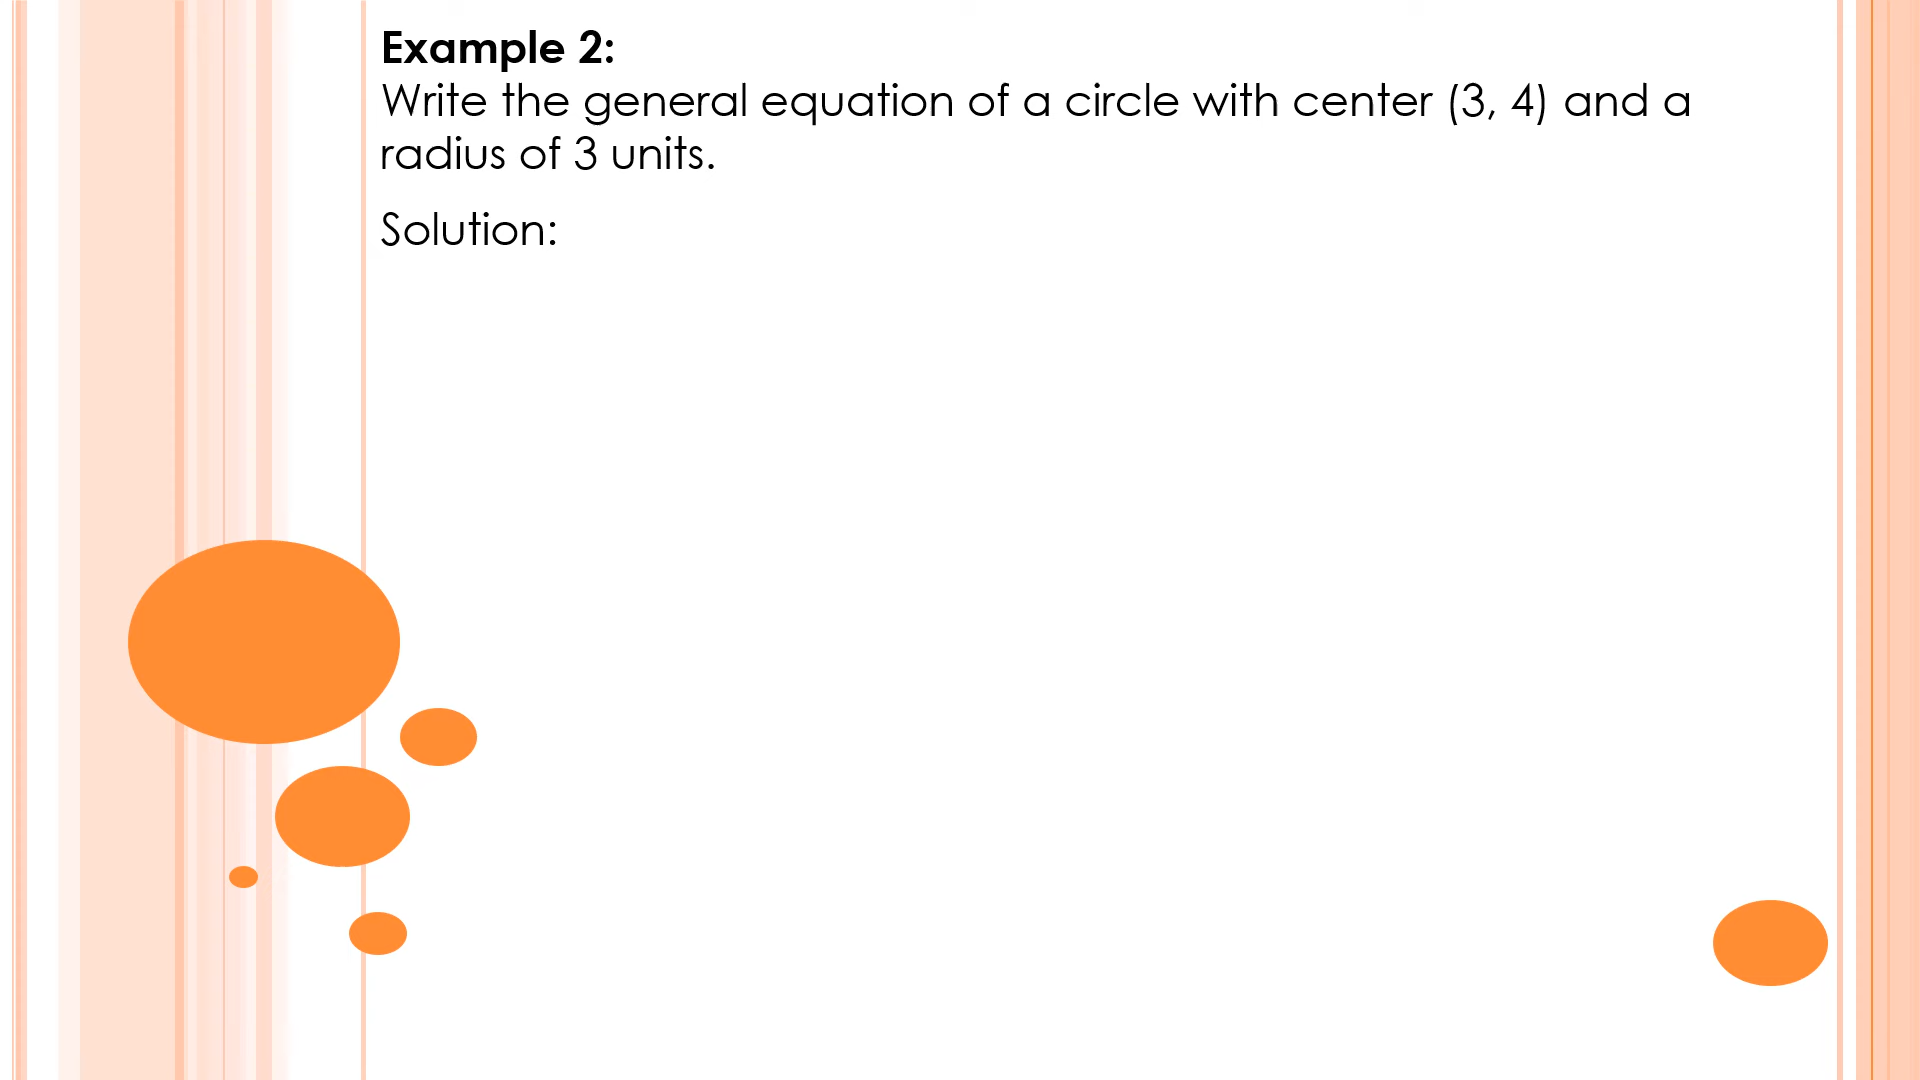 Example 2:
Write the general equation of a circle with center (3, 4) and a
radius of 3 units.
Solution: